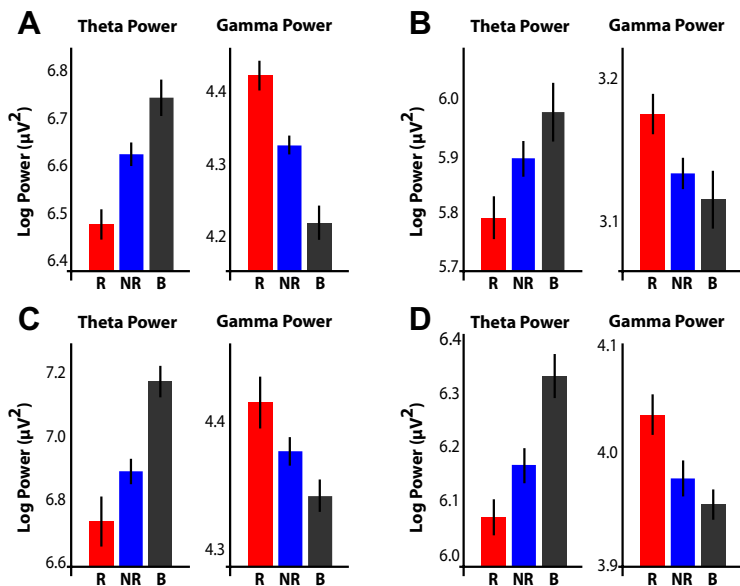 A
Theta Power
Gamma Power
Log Power (µV²)
6.8
6.7
6.6
6.5
6.4
4.4
4.3
4.2
R NR B
R NR B
B
Theta Power
Gamma Power
Log Power (µV²)
6.0
5.9
5.8
5.7
3.2
3.1
R NR B
R NR B
C
Theta Power
Gamma Power
Log Power (µV²)
7.2
7.0
6.8
6.6
4.4
4.3
R NR B
R NR B
D
Theta Power
Gamma Power
Log Power (µV²)
6.4
6.3
6.2
6.1
6.0
4.1
4.0
3.9
R NR B
R NR B